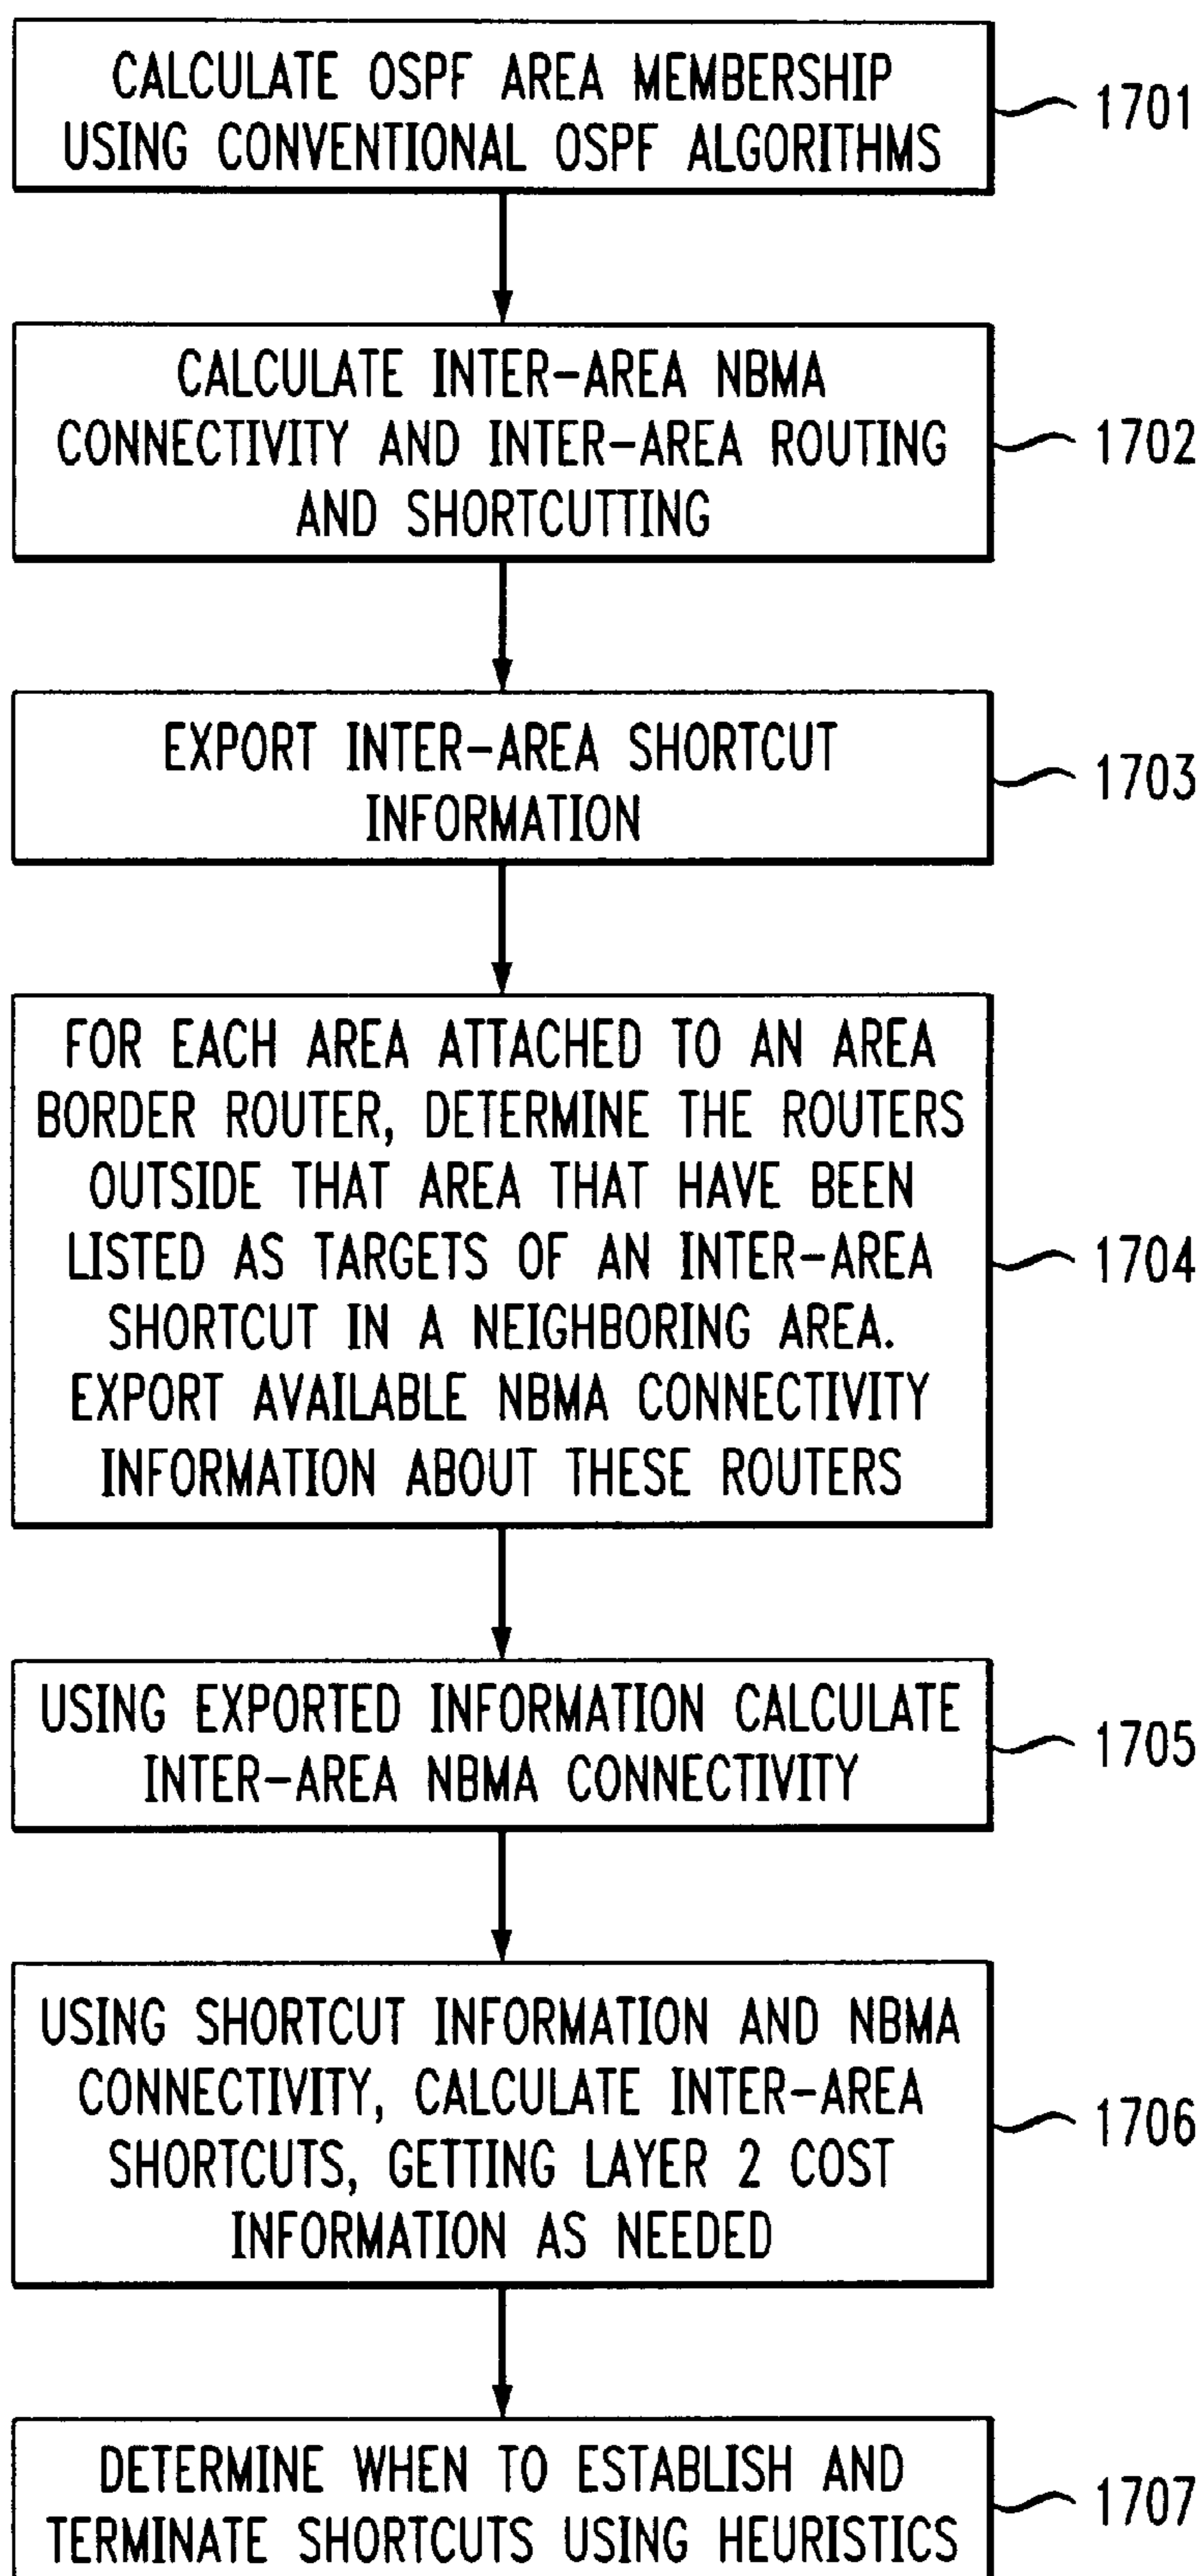 CALCULATE OSPF AREA MEMBERSHIP
USING CONVENTIONAL OSPF ALGORITHMS
1701
CALCULATE INTER-AREA NBMA
CONNECTIVITY AND INTER-AREA ROUTING
AND SHORTCUTTING
1702
EXPORT INTER-AREA SHORTCUT
INFORMATION
1703
FOR EACH AREA ATTACHED TO AN AREA
BORDER ROUTER, DETERMINE THE ROUTERS
OUTSIDE THAT AREA THAT HAVE BEEN
LISTED AS TARGETS OF AN INTER-AREA
SHORTCUT IN A NEIGHBORING AREA.
EXPORT AVAILABLE NBMA CONNECTIVITY
INFORMATION ABOUT THESE ROUTERS
1704
USING EXPORTED INFORMATION CALCULATE
INTER-AREA NBMA CONNECTIVITY
1705
USING SHORTCUT INFORMATION AND NBMA
CONNECTIVITY, CALCULATE INTER-AREA
SHORTCUTS, GETTING LAYER 2 COST
INFORMATION AS NEEDED
1706
DETERMINE WHEN TO ESTABLISH AND
TERMINATE SHORTCUTS USING HEURISTICS
1707